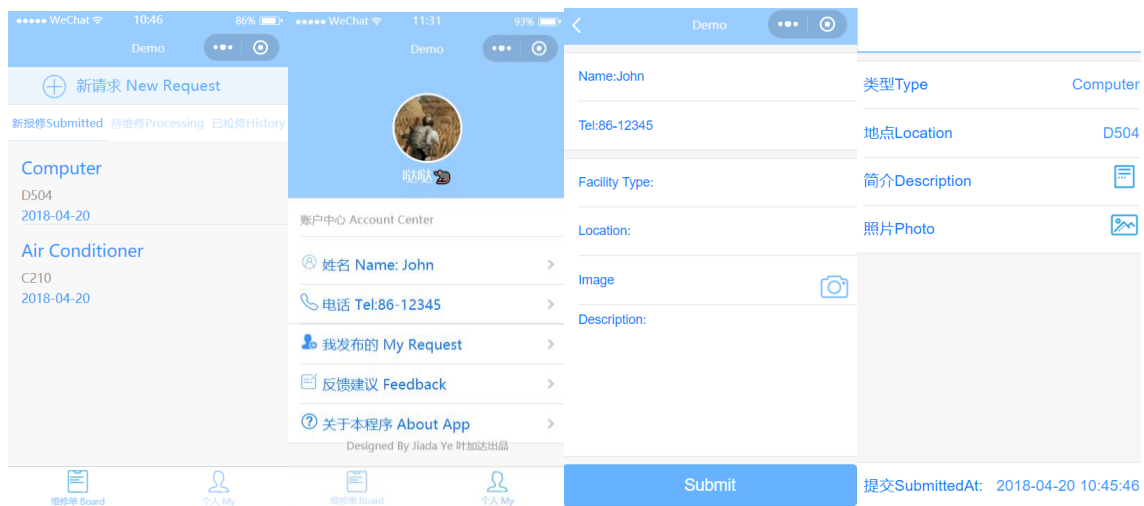 ●●●●● WeChat 10:46 86%
Demo
新请求 New Request
新报修Submitted 待维修Processing 已检修History
Computer
D504
2018-04-20
Air Conditioner
C210
2018-04-20
维修单 Board 个人 My
●●●●● WeChat 11:31 93%
Demo
哒哒
账户中心 Account Center
姓名 Name: John
电话 Tel:86-12345
我发布的 My Request
反馈建议 Feedback
关于本程序 About App
Designed By Jiada Ye 叶加达出品
维修单 Board 个人 My
Demo
Name:John
Tel:86-12345
Facility Type:
Location:
Image
Description:
Submit
类型Type Computer
地点Location D504
简介Description
照片Photo
提交SubmittedAt: 2018-04-20 10:45:46